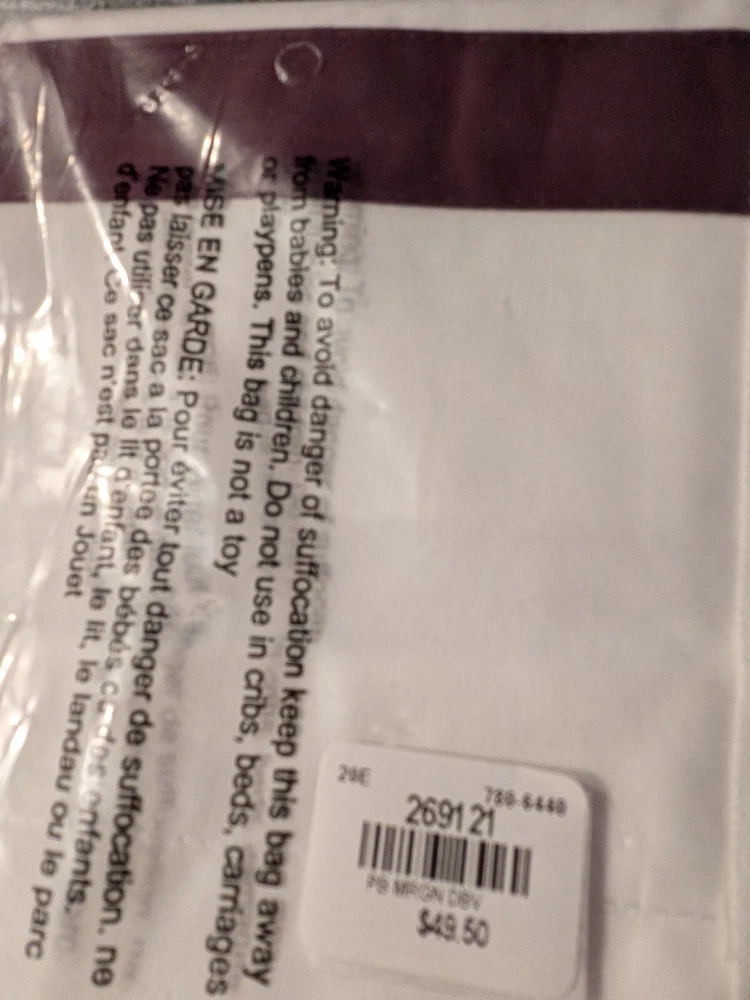 Warning: To avoid danger of suffocation keep this bag away
from babies and children. Do not use in cribs, beds, carriages
or playpens. This bag is not a toy
MISE EN GARDE: Pour éviter tout danger de suffocation. ne
pas laisser ce sac a la portée des bébés des enfants.
Ne pas utiliser dans le lit d'enfant, le lit, le landau ou le parc
d'enfant Ce sac n'est pas un Jouet
20E 780-6440
269121
PB MRGN DBV
$49.50